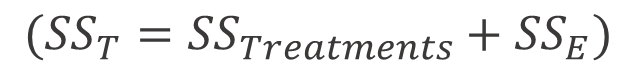 (SS_T = SS_Treatments + SS_E)